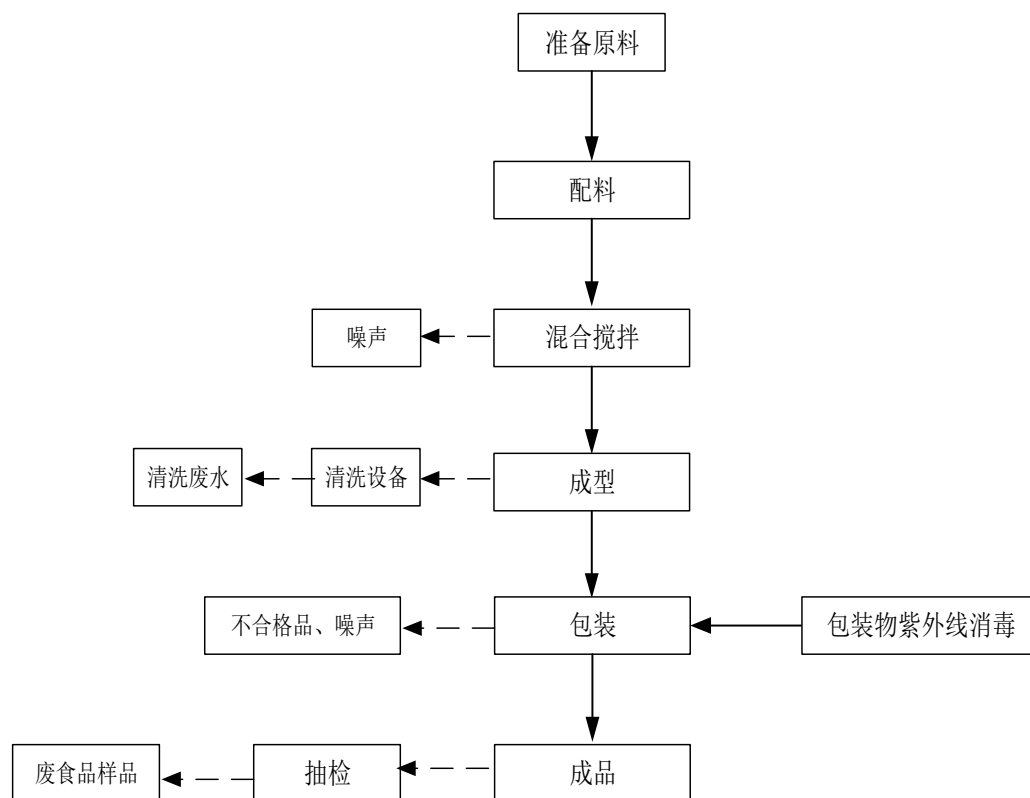 准备原料
配料
噪声
混合搅拌
清洗废水
清洗设备
成型
不合格品、噪声
包装
包装物紫外线消毒
废食品样品
抽检
成品